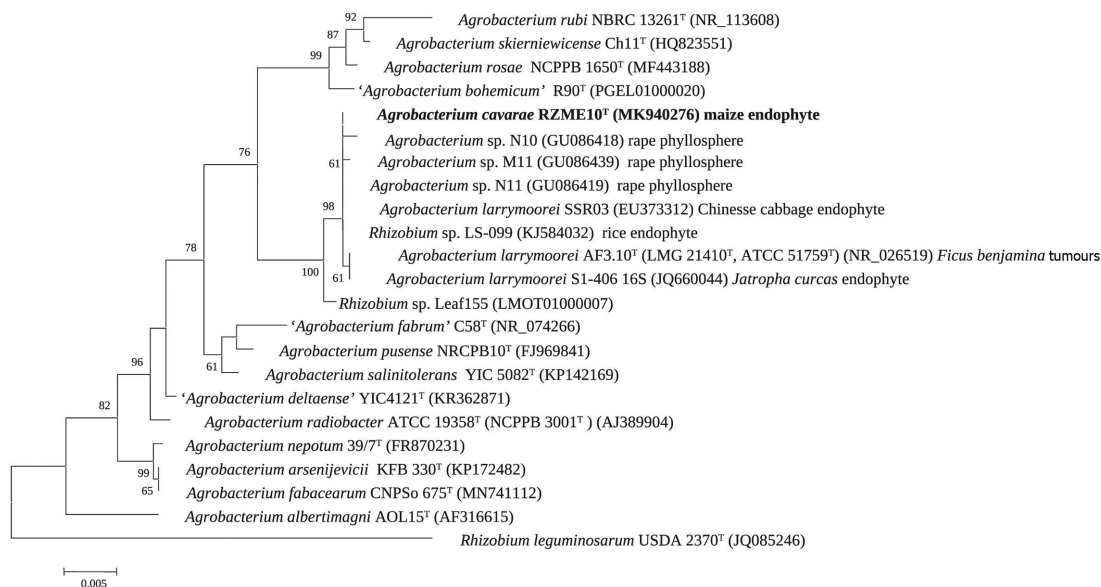 92
Agrobacterium rubi NBRC 13261ᵀ (NR_113608)
87
Agrobacterium skierniewicense Ch11ᵀ (HQ823551)
99
Agrobacterium rosae NCPPB 1650ᵀ (MF443188)
‘Agrobacterium bohemicum’ R90ᵀ (PGEL01000020)
Agrobacterium cavarae RZME10ᵀ (MK940276) maize endophyte
Agrobacterium sp. N10 (GU086418) rape phyllosphere
76
61
Agrobacterium sp. M11 (GU086439) rape phyllosphere
Agrobacterium sp. N11 (GU086419) rape phyllosphere
98
Agrobacterium larrymoorei SSR03 (EU373312) Chinesse cabbage endophyte
Rhizobium sp. LS-099 (KJ584032) rice endophyte
78
Agrobacterium larrymoorei AF3.10ᵀ (LMG 21410ᵀ, ATCC 51759ᵀ) (NR_026519) Ficus benjamina tumours
100
61
Agrobacterium larrymoorei S1-406 16S (JQ660044) Jatropha curcas endophyte
Rhizobium sp. Leaf155 (LMOT01000007)
‘Agrobacterium fabrum’ C58ᵀ (NR_074266)
Agrobacterium pusense NRCPB10ᵀ (FJ969841)
96
61
Agrobacterium salinitolerans YIC 5082ᵀ (KP142169)
‘Agrobacterium deltaense’ YIC4121ᵀ (KR362871)
82
Agrobacterium radiobacter ATCC 19358ᵀ (NCPPB 3001ᵀ ) (AJ389904)
Agrobacterium nepotum 39/7ᵀ (FR870231)
99
Agrobacterium arsenijevicii KFB 330ᵀ (KP172482)
65
Agrobacterium fabacearum CNPSo 675ᵀ (MN741112)
Agrobacterium albertimagni AOL15ᵀ (AF316615)
Rhizobium leguminosarum USDA 2370ᵀ (JQ085246)
0.005